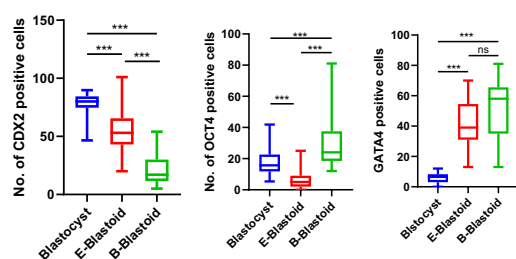 No. of CDX2 positive cells
150
100
50
0
***
***
***
Blastocyst
E-Blastoid
B-Blastoid
No. of OCT4 positive cells
100
80
60
40
20
0
***
***
***
Blastocyst
E-Blastoid
B-Blastoid
GATA4 positive cells
100
80
60
40
20
0
***
ns
***
Blstocyst
E-Blastoid
B-Blastoid